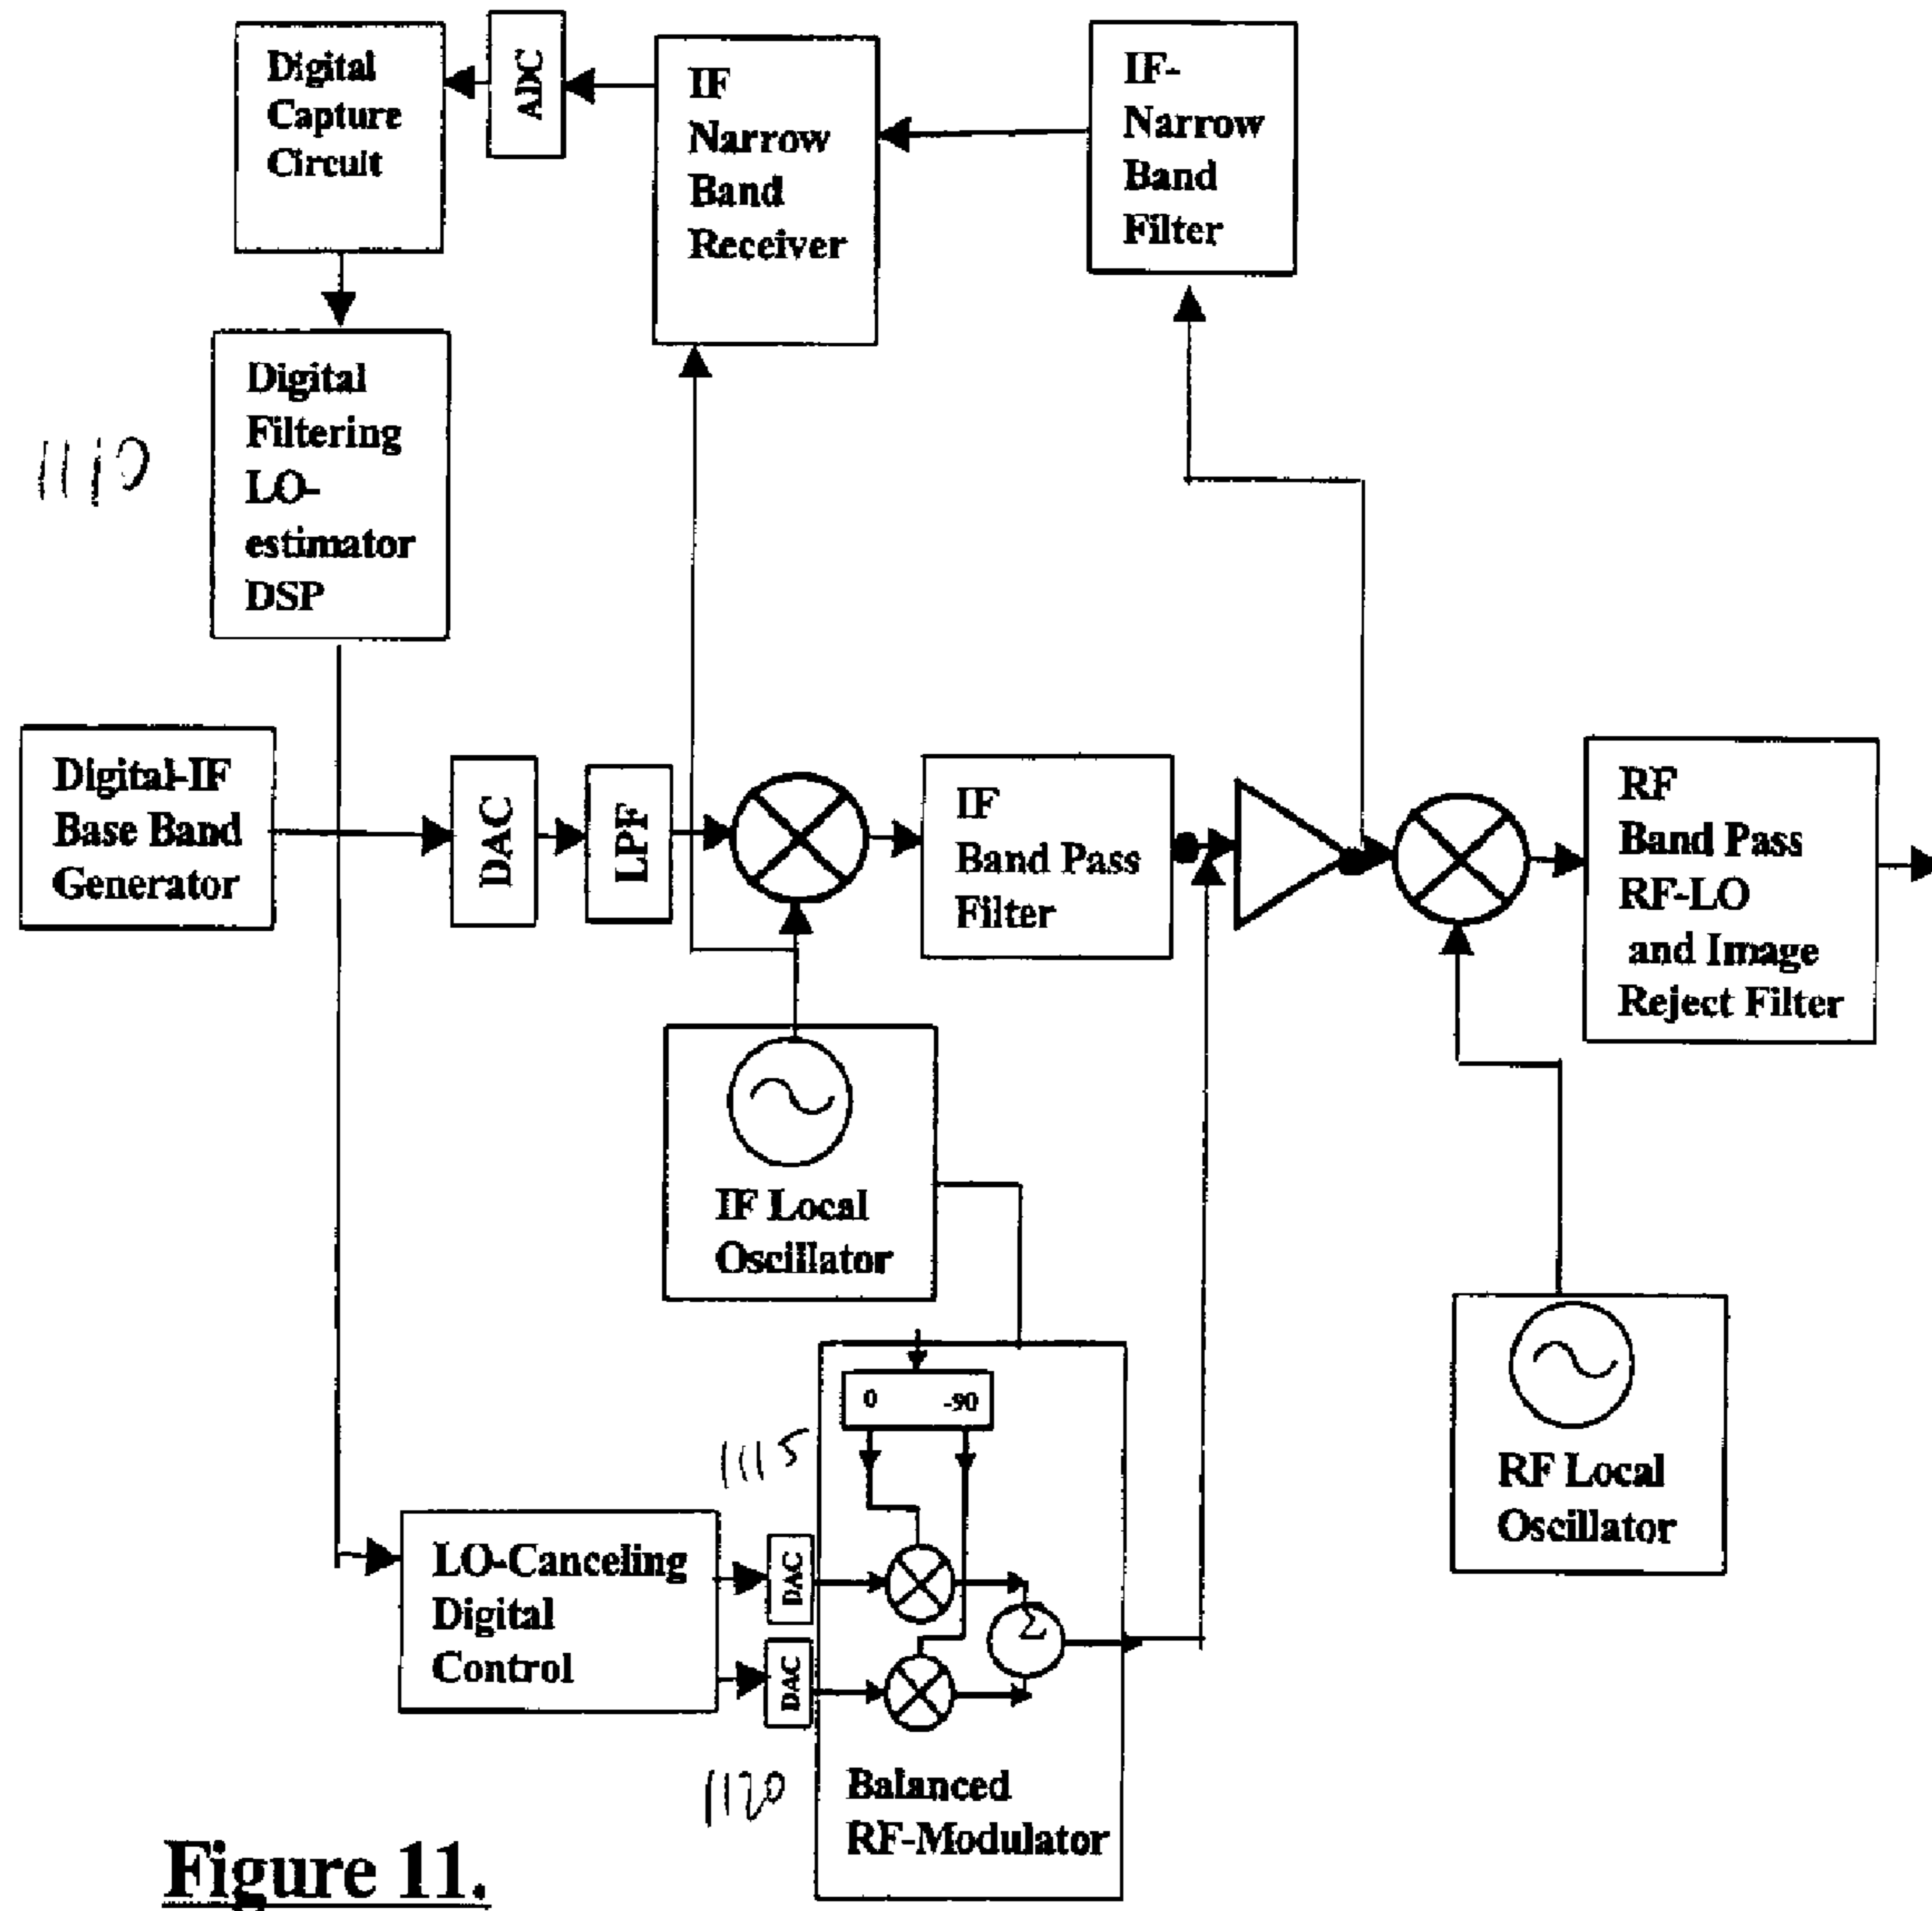 Digital
Capture
Circuit
ADC
IF
Narrow
Band
Receiver
IF-
Narrow
Band
Filter
Digital
Filtering
LO-
estimator
DSP
1110
Digital-IF
Base Band
Generator
DAC
LPF
IF
Band Pass
Filter
RF
Band Pass
RF-LO
and Image
Reject Filter
IF Local
Oscillator
0 -90
1115
RF Local
Oscillator
LO-Canceling
Digital
Control
DAC
DAC
Σ
1120
Balanced
RF-Modulator
Figure 11.